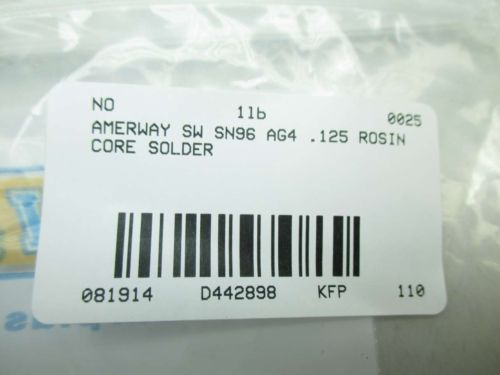 NO 1lb 0025
AMERWAY SW SN96 AG4 .125 ROSIN
CORE SOLDER
081914 D442898 KFP 110